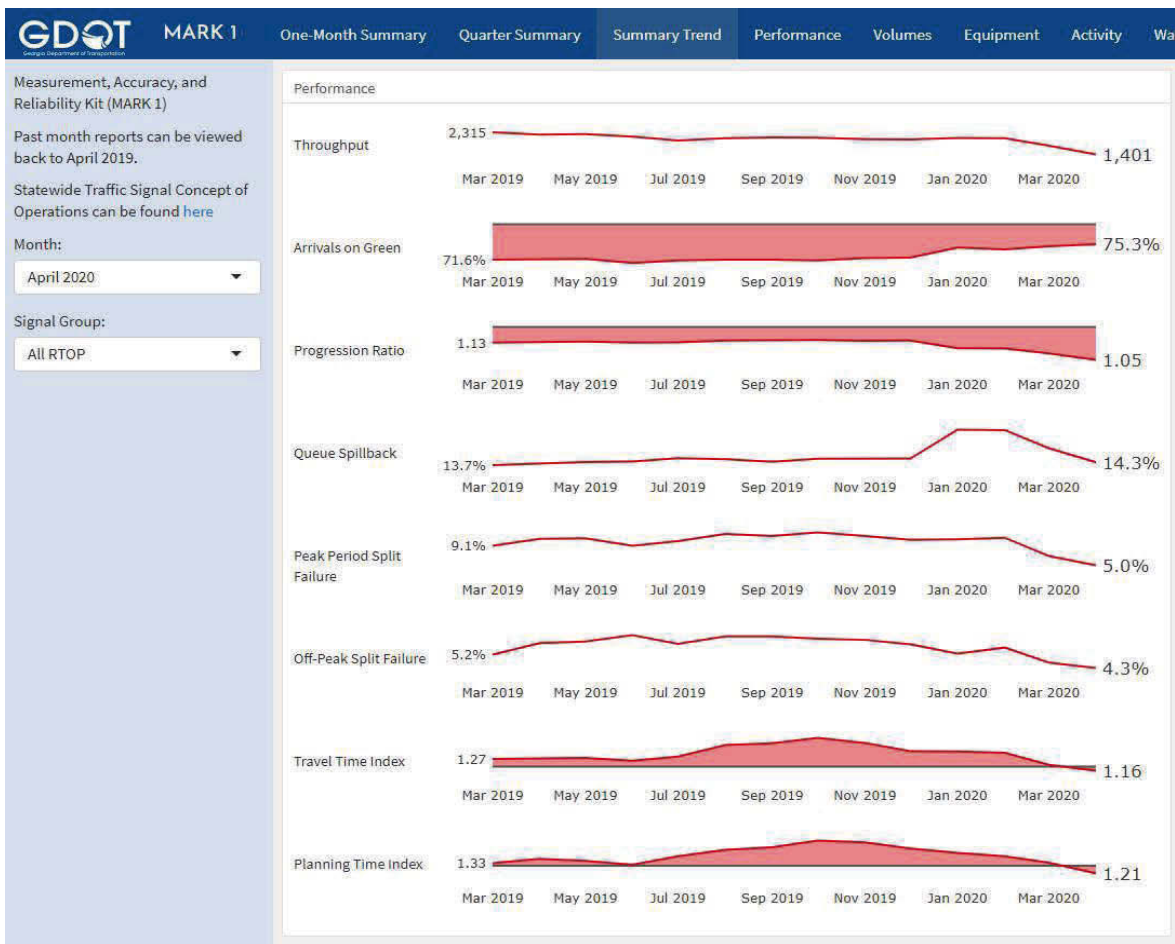 GDOT
Georgia Department of Transportation
MARK 1
One-Month Summary
Quarter Summary
Summary Trend
Performance
Volumes
Equipment
Activity
Wa
Measurement, Accuracy, and
Reliability Kit (MARK 1)
Past month reports can be viewed
back to April 2019.
Statewide Traffic Signal Concept of
Operations can be found here
Month:
April 2020
Signal Group:
All RTOP
Performance
Throughput
2,315
1,401
Mar 2019 May 2019 Jul 2019 Sep 2019 Nov 2019 Jan 2020 Mar 2020
Arrivals on Green
71.6%
75.3%
Mar 2019 May 2019 Jul 2019 Sep 2019 Nov 2019 Jan 2020 Mar 2020
Progression Ratio
1.13
1.05
Mar 2019 May 2019 Jul 2019 Sep 2019 Nov 2019 Jan 2020 Mar 2020
Queue Spillback
13.7%
14.3%
Mar 2019 May 2019 Jul 2019 Sep 2019 Nov 2019 Jan 2020 Mar 2020
Peak Period Split
Failure
9.1%
5.0%
Mar 2019 May 2019 Jul 2019 Sep 2019 Nov 2019 Jan 2020 Mar 2020
Off-Peak Split Failure
5.2%
4.3%
Mar 2019 May 2019 Jul 2019 Sep 2019 Nov 2019 Jan 2020 Mar 2020
Travel Time Index
1.27
1.16
Mar 2019 May 2019 Jul 2019 Sep 2019 Nov 2019 Jan 2020 Mar 2020
Planning Time Index
1.33
1.21
Mar 2019 May 2019 Jul 2019 Sep 2019 Nov 2019 Jan 2020 Mar 2020